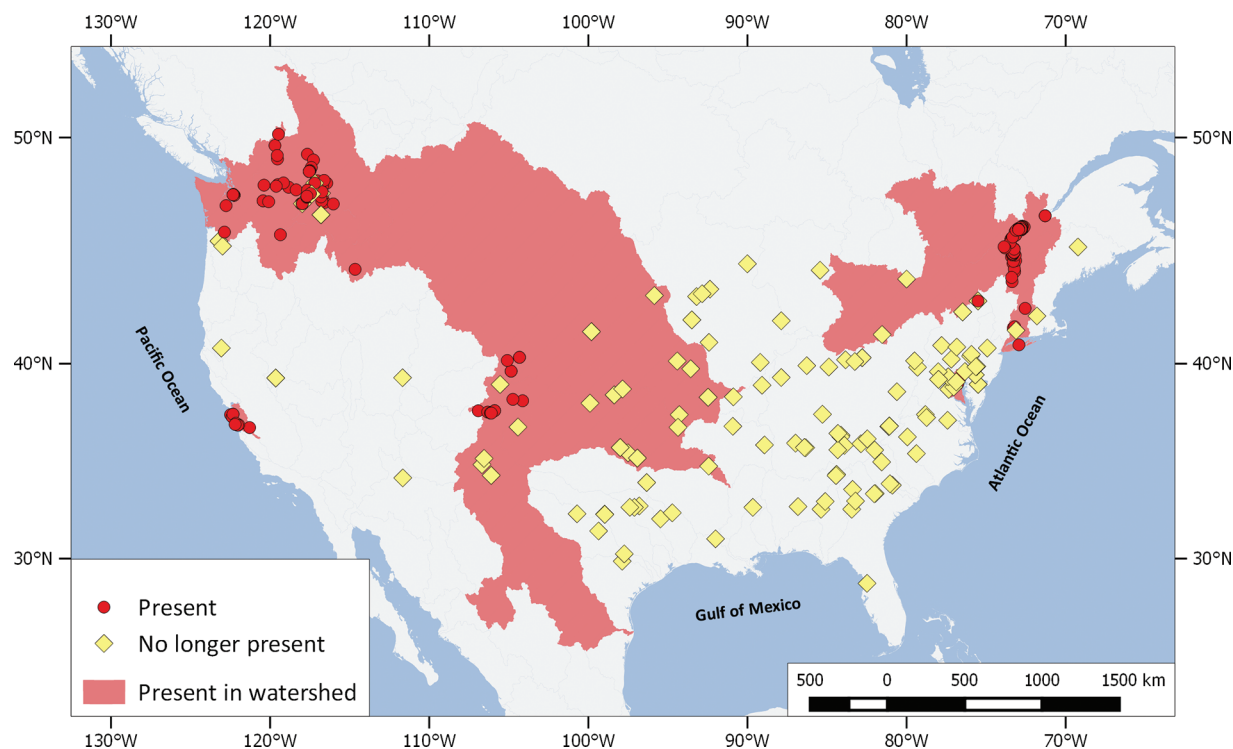 130°W 120°W 110°W 100°W 90°W 80°W 70°W
50°N 50°N
40°N 40°N
Pacific Ocean
Atlantic Ocean
30°N 30°N
Gulf of Mexico
Present
No longer present
Present in watershed
500 0 500 1000 1500 km
130°W 120°W 110°W 100°W 90°W 80°W 70°W